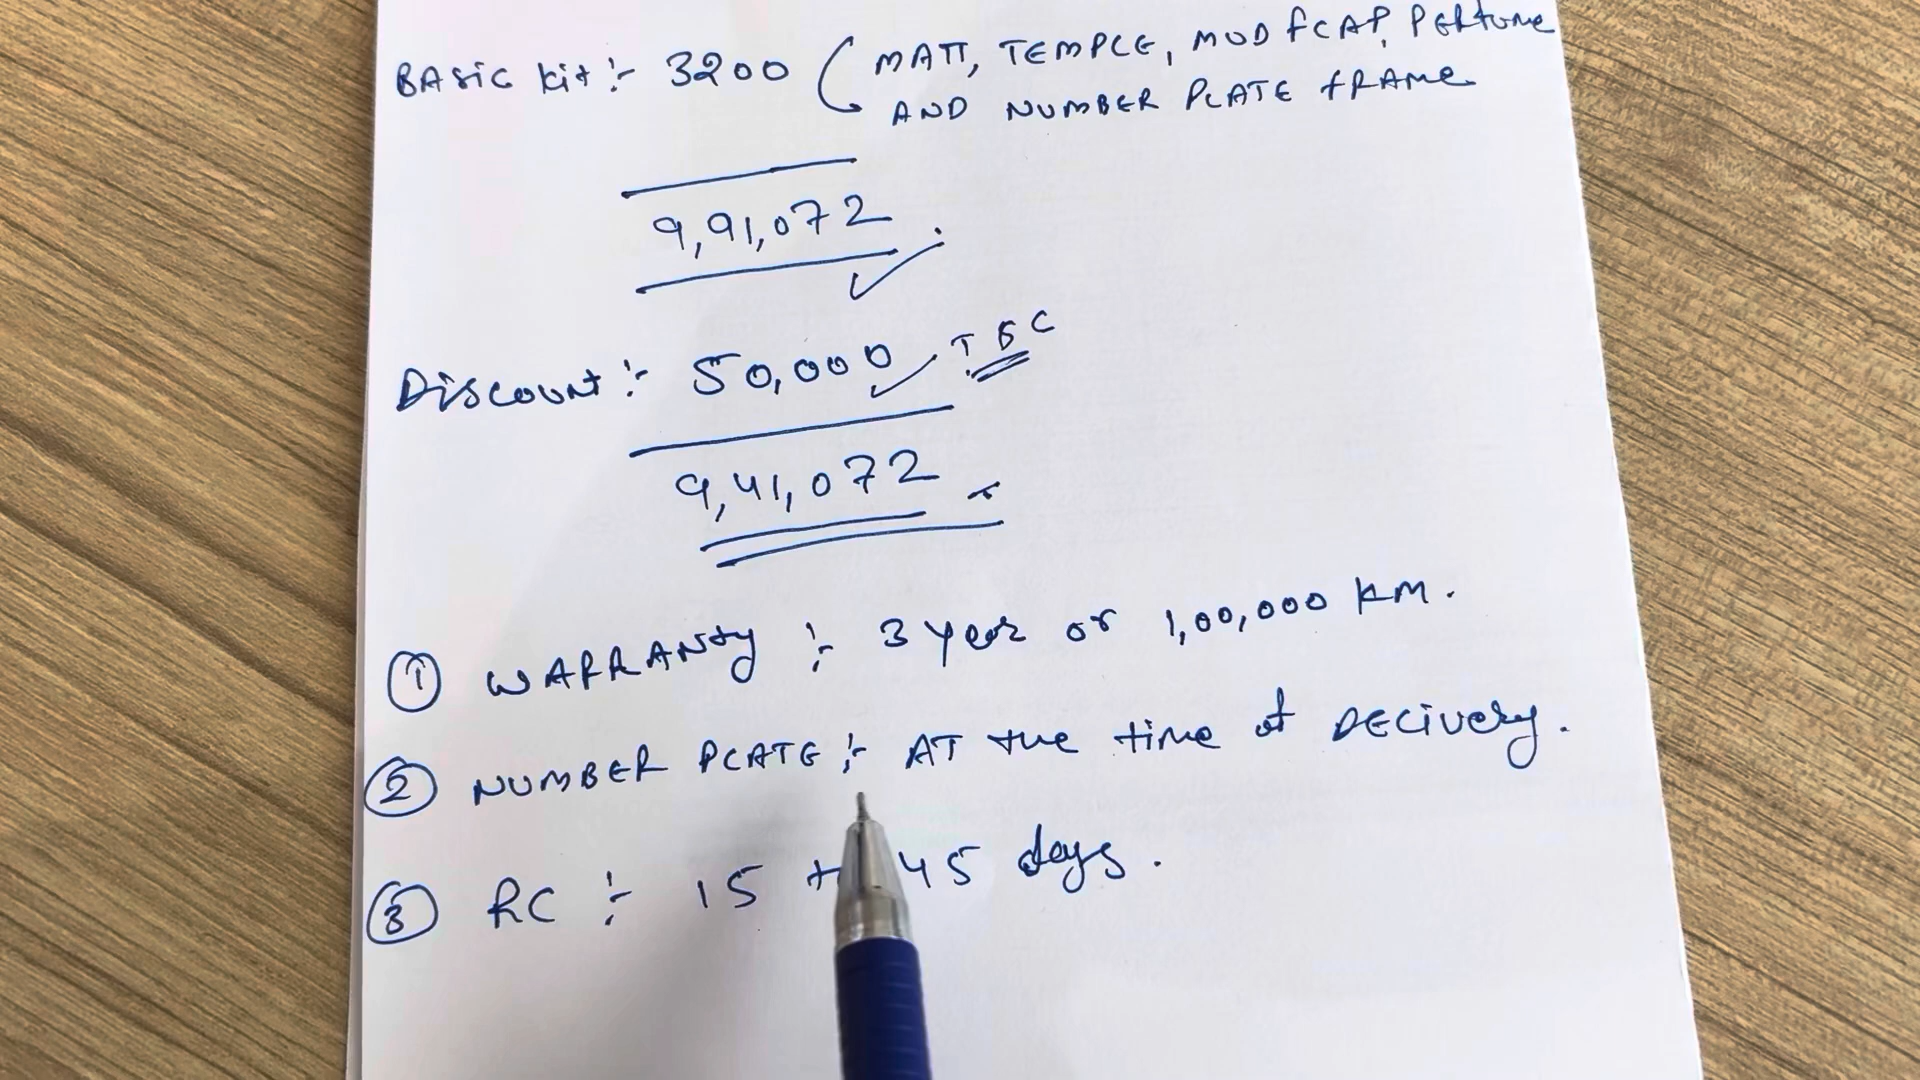 BASIC Kit :- 3200 ( MATT, TEMPLE, MUD FLAP, PERFUME
AND NUMBER PLATE FRAME
9,91,072
Discount :- 50,000
9,41,072
① WARRANTY :- 3 year or 1,00,000 KM.
② NUMBER PLATE :- AT the time of DELIVERY.
③ RC :- 15 45 days.